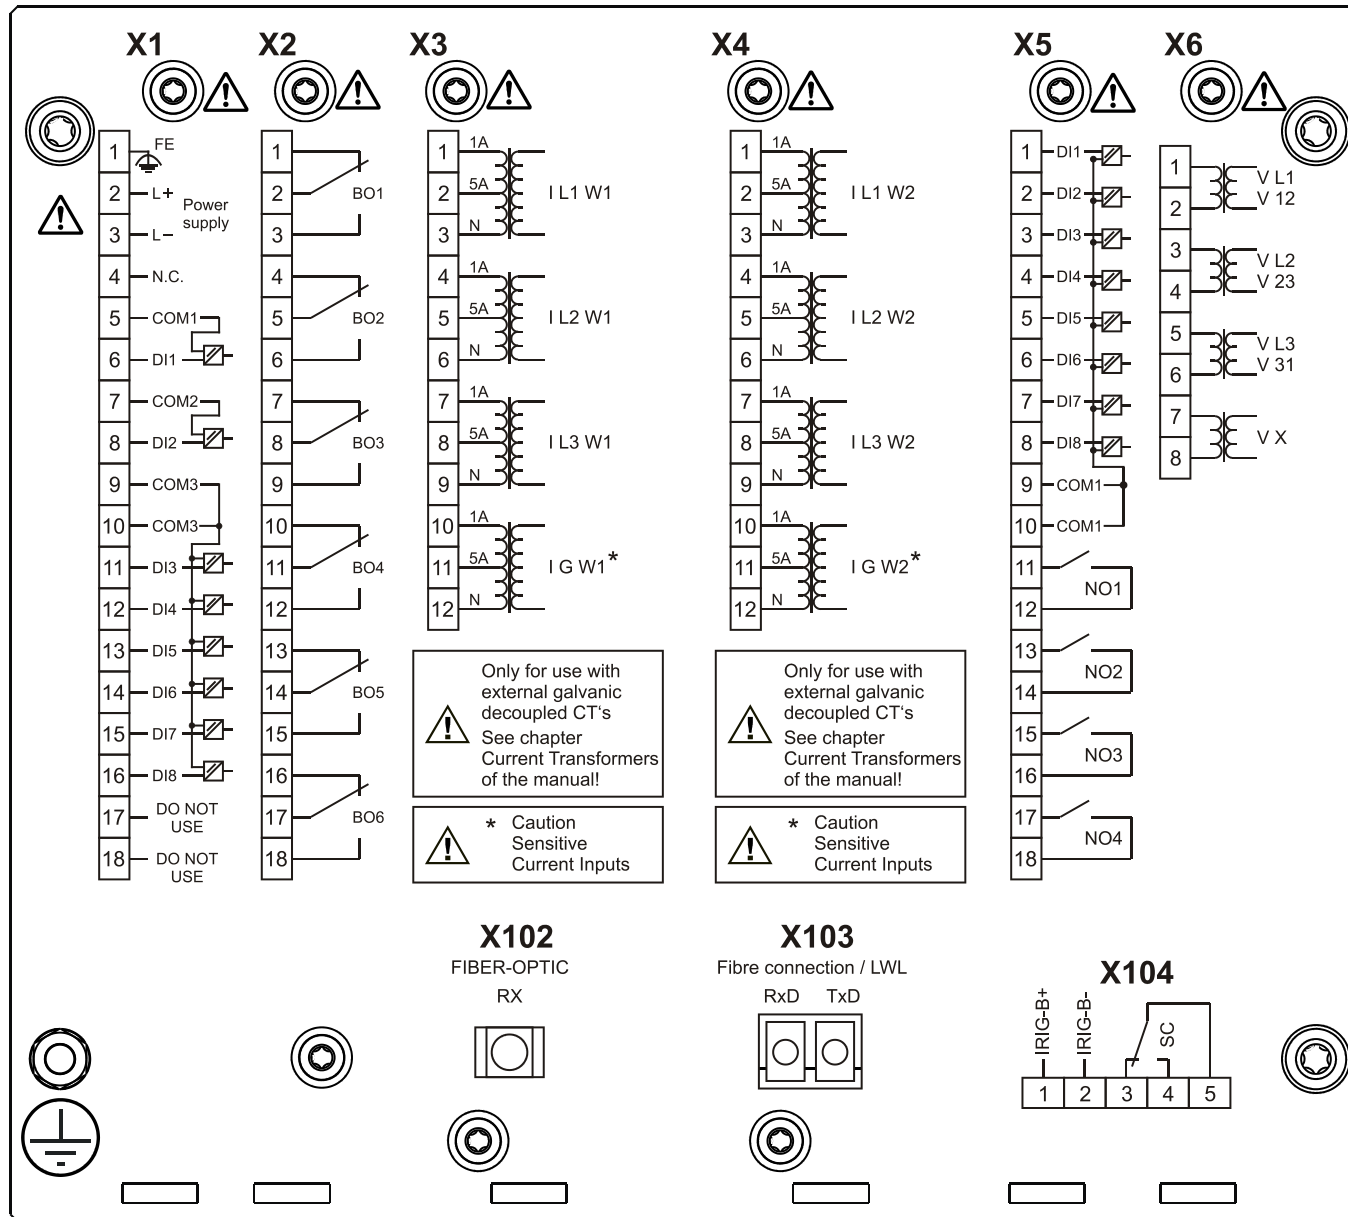 X1
1 FE
2 L+ Power
supply
3 L−
4 N.C.
5 COM1
6 DI1
7 COM2
8 DI2
9 COM3
10 COM3
11 DI3
12 DI4
13 DI5
14 DI6
15 DI7
16 DI8
17 DO NOT
USE
18 DO NOT
USE
X2
1
2 BO1
3
4
5 BO2
6
7
8 BO3
9
10
11 BO4
12
13
14 BO5
15
16
17 BO6
18
X3
1 1A
2 5A I L1 W1
3 N
4 1A
5 5A I L2 W1
6 N
7 1A
8 5A I L3 W1
9 N
10 1A
11 5A I G W1*
12 N
Only for use with
external galvanic
decoupled CT‘s
See chapter
Current Transformers
of the manual!
* Caution
Sensitive
Current Inputs
X4
1 1A
2 5A I L1 W2
3 N
4 1A
5 5A I L2 W2
6 N
7 1A
8 5A I L3 W2
9 N
10 1A
11 5A I G W2*
12 N
Only for use with
external galvanic
decoupled CT‘s
See chapter
Current Transformers
of the manual!
* Caution
Sensitive
Current Inputs
X5
1 DI1
2 DI2
3 DI3
4 DI4
5 DI5
6 DI6
7 DI7
8 DI8
9 COM1
10 COM1
11
NO1
12
13
NO2
14
15
NO3
16
17
NO4
18
X6
1 V L1
2 V 12
3 V L2
4 V 23
5 V L3
6 V 31
7
V X
8
X102
FIBER-OPTIC
RX
X103
Fibre connection / LWL
RxD TxD
X104
IRIG-B+
IRIG-B-
SC
1 2 3 4 5